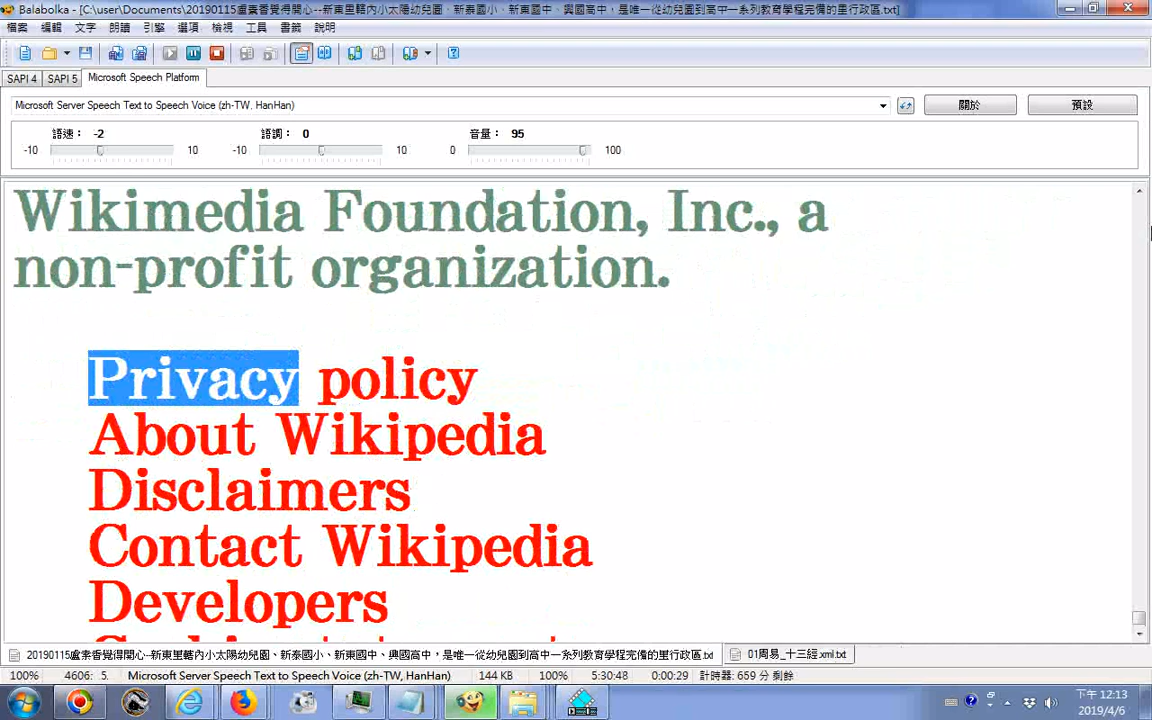 Balabolka - [C:\user\Documents\20190115盧素香覺得開心--新東里轄內小太陽幼兒園、新泰國小、新東國中、興國高中，是唯一從幼兒園到高中一系列教育學程完備的里行政區.txt]
檔案 編輯 文字 朗讀 引擎 選項 檢視 工具 書籤 說明
SAPI 4 SAPI 5 Microsoft Speech Platform
Microsoft Server Speech Text to Speech Voice (zh-TW, HanHan) 關於 預設
語速： -2 語調： 0 音量： 95
-10 10 -10 10 0 100
Wikimedia Foundation, Inc., a
non-profit organization.
Privacy policy
About Wikipedia
Disclaimers
Contact Wikipedia
Developers
20190115盧素香覺得開心--新東里轄內小太陽幼兒園、新泰國小、新東國中、興國高中，是唯一從幼兒園到高中一系列教育學程完備的里行政區.txt 01周易_十三經.xml.txt
100% 4606: 5. Microsoft Server Speech Text to Speech Voice (zh-TW, HanHan) 144 KB 100% 5:30:48 0:00:29 計時器: 659 分 剩餘
下午 12:13
2019/4/6